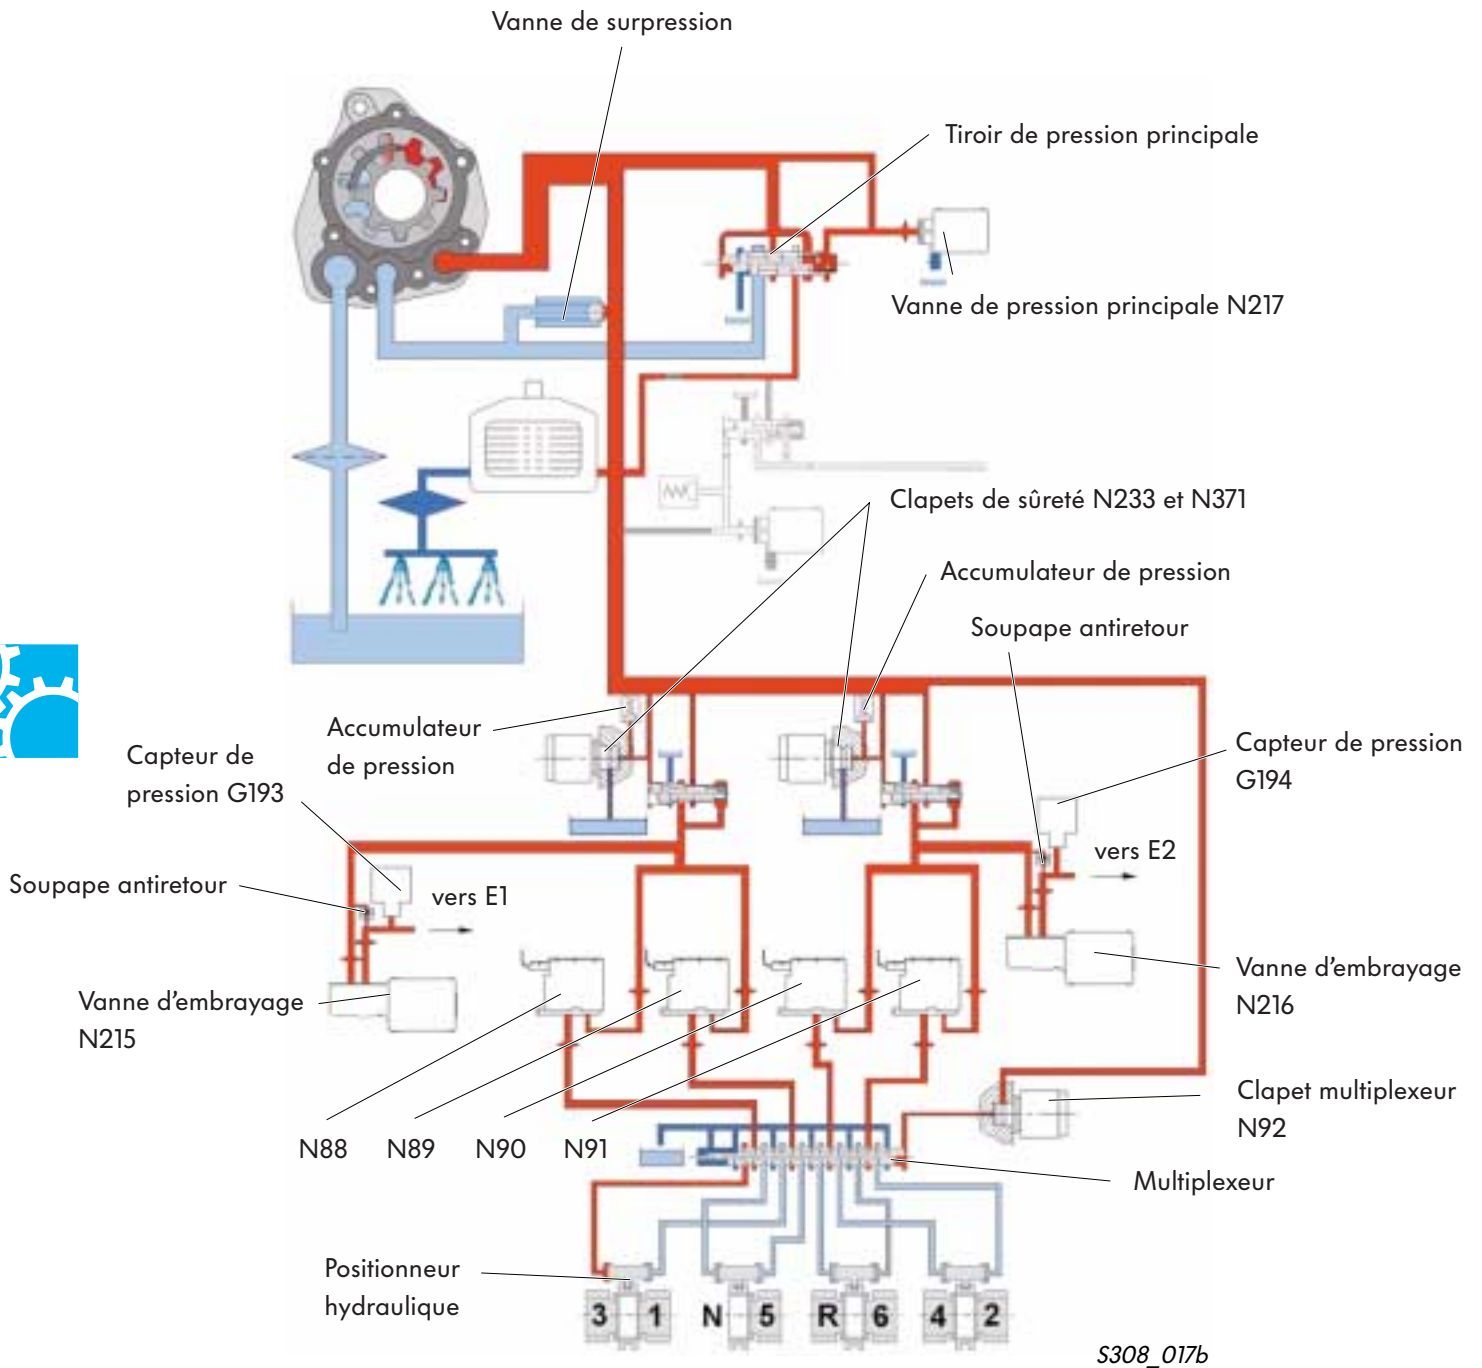 Vanne de surpression
Tiroir de pression principale
Vanne de pression principale N217
Clapets de sûreté N233 et N371
Accumulateur de pression
Soupape antiretour
Accumulateur
de pression
Capteur de
pression G193
Capteur de pression
G194
vers E2
Soupape antiretour
vers E1
Vanne d'embrayage
N215
Vanne d'embrayage
N216
Clapet multiplexeur
N92
N88 N89 N90 N91
Multiplexeur
Positionneur
hydraulique
3 1 N 5 R 6 4 2
S308_017b